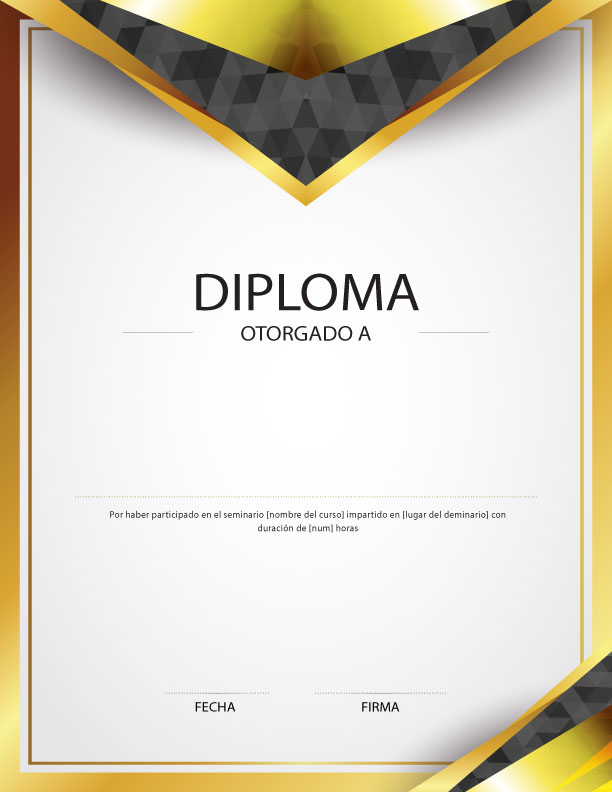 DIPLOMA
OTORGADO A
Por haber participado en el seminario [nombre del curso] impartido en [lugar del deminario] con
duración de [num] horas
FECHA
FIRMA